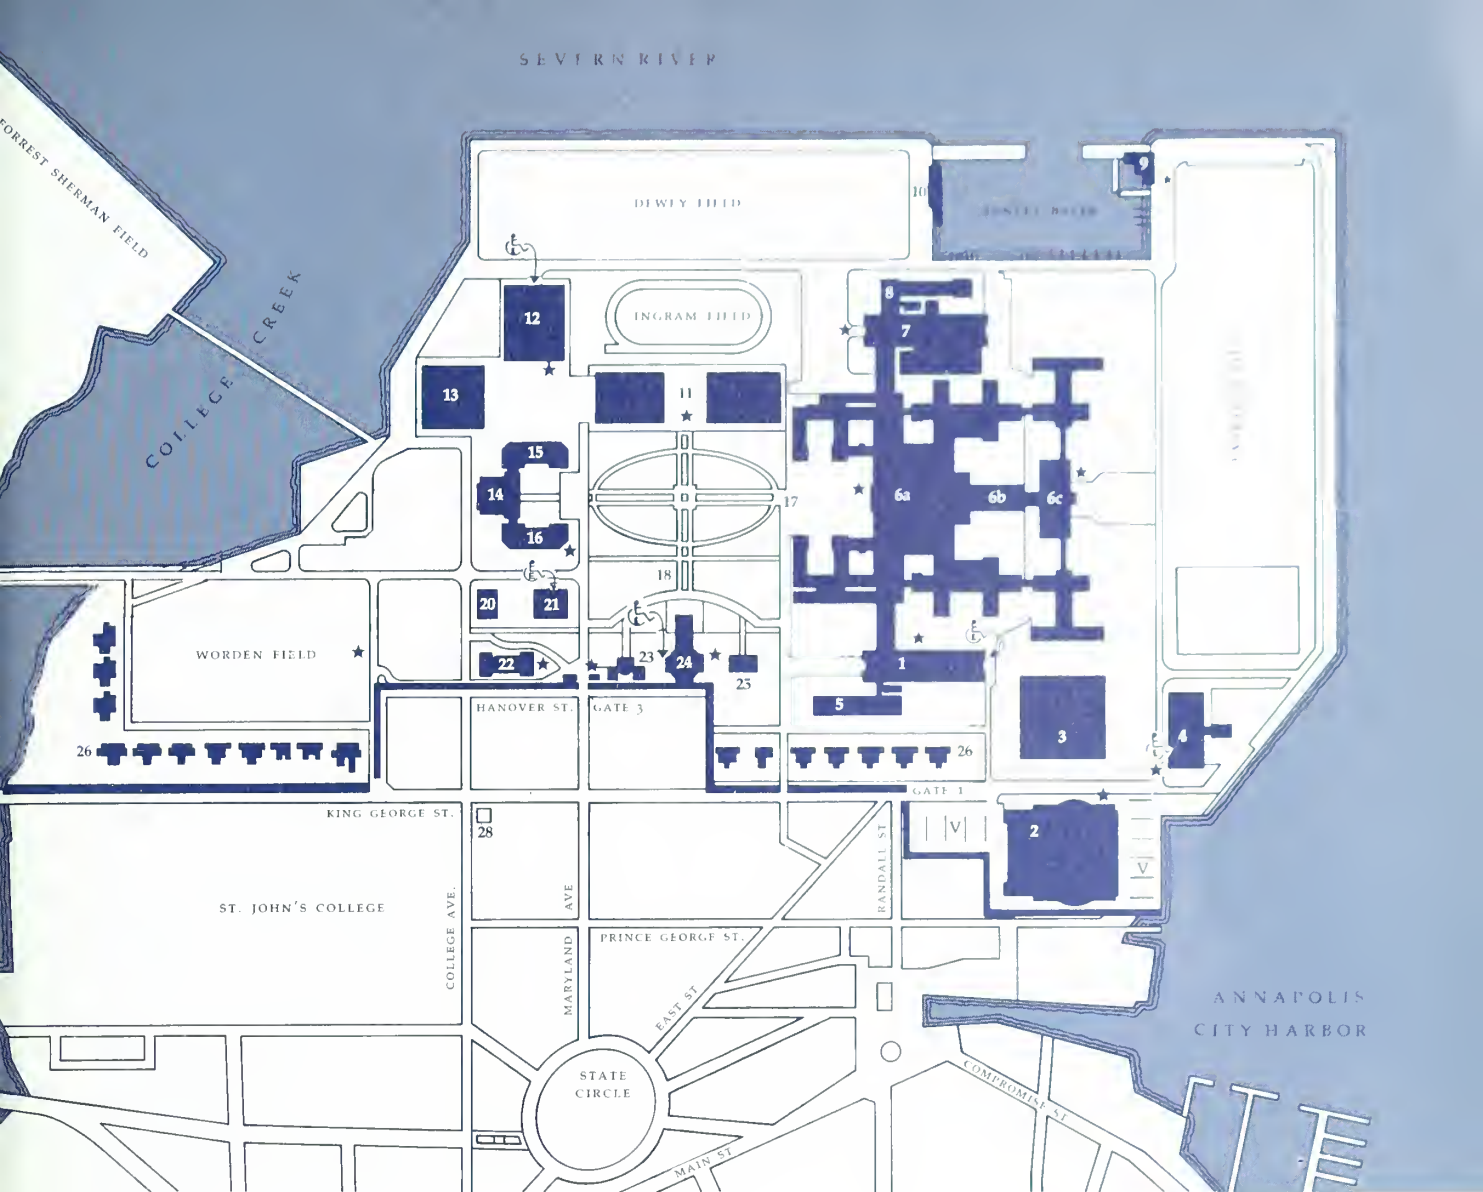 SEVERN RIVER
FORREST SHERMAN FIELD
COLLEGE CREEK
DEWEY FIELD
10
9
8
12
INGRAM FIELD
7
13
11
15
14
6a
6b
6c
17
16
18
20
21
WORDEN FIELD
22
23
24
1
25
5
HANOVER ST.
GATE 3
3
4
26
26
GATE 1
KING GEORGE ST.
28
V
2
RANDALL ST
V
ST. JOHN'S COLLEGE
COLLEGE AVE.
MARYLAND AVE
PRINCE GEORGE ST.
EAST ST
ANNAPOLIS
CITY HARBOR
STATE
CIRCLE
COMPROMISE ST
MAIN ST